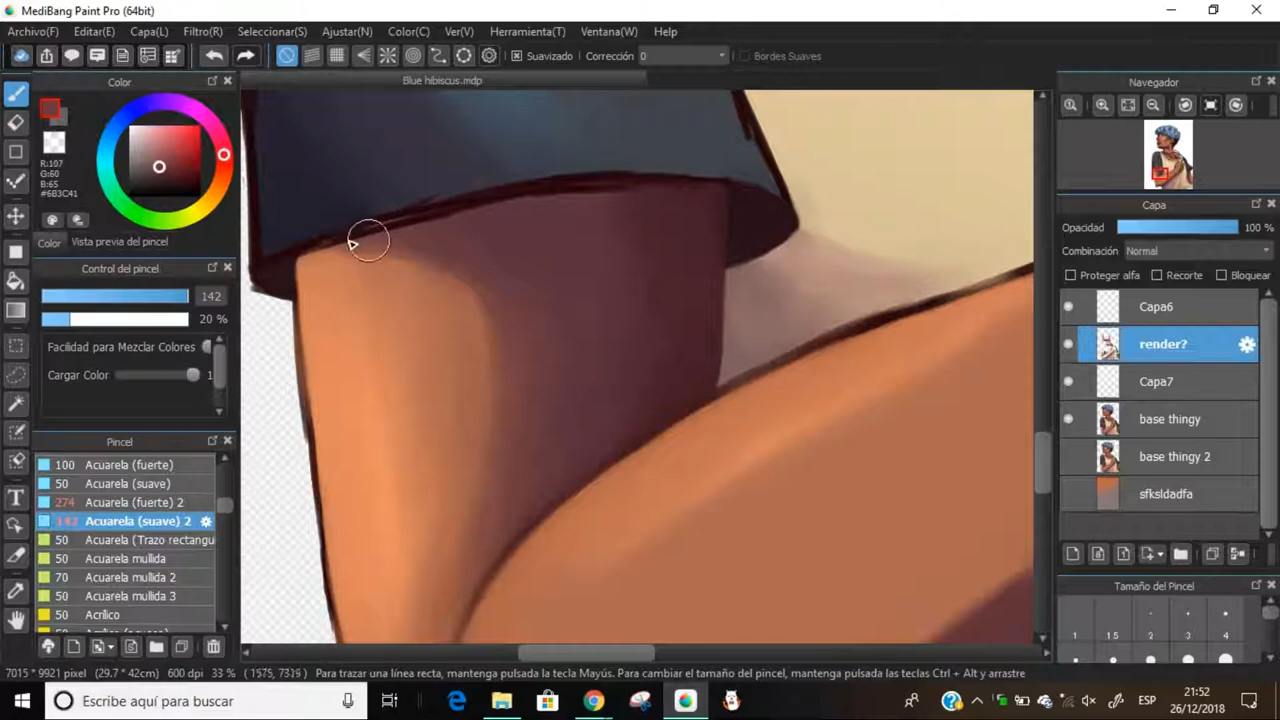 MediBang Paint Pro (64bit)
Archivo(F) Editar(E) Capa(L) Filtro(R) Seleccionar(S) Ajustar(N) Color(C) Ver(V) Herramienta(T) Ventana(W) Help
Suavizado Corrección 0 Bordes Suaves
Color
Blue hibiscus.mdp
Navegador
R:107
G:60
B:65
#6B3C41
Color Vista previa del pincel
Control del pincel
142
20 %
Facilidad para Mezclar Colores
Cargar Color 1
Pincel
100 Acuarela (fuerte)
50 Acuarela (suave)
274 Acuarela (fuerte) 2
142 Acuarela (suave) 2
50 Acuarela (Trazo rectangu
50 Acuarela mullida
70 Acuarela mullida 2
50 Acuarela mullida 3
50 Acrílico
Capa
Opacidad 100 %
Combinación Normal
Proteger alfa Recorte Bloquear
Capa6
render?
Capa7
base thingy
base thingy 2
sfksldadfa
Tamaño del Pincel
1 1.5 2 3 4
7015 * 9921 pixel (29.7 * 42cm) 600 dpi 33 % ( 1575, 7319) Para trazar una línea recta, mantenga pulsada la tecla Mayús. Para cambiar el tamaño del pincel, mantenga pulsadas las teclas Ctrl + Alt y arrastre
Escribe aquí para buscar
ESP
21:52
26/12/2018